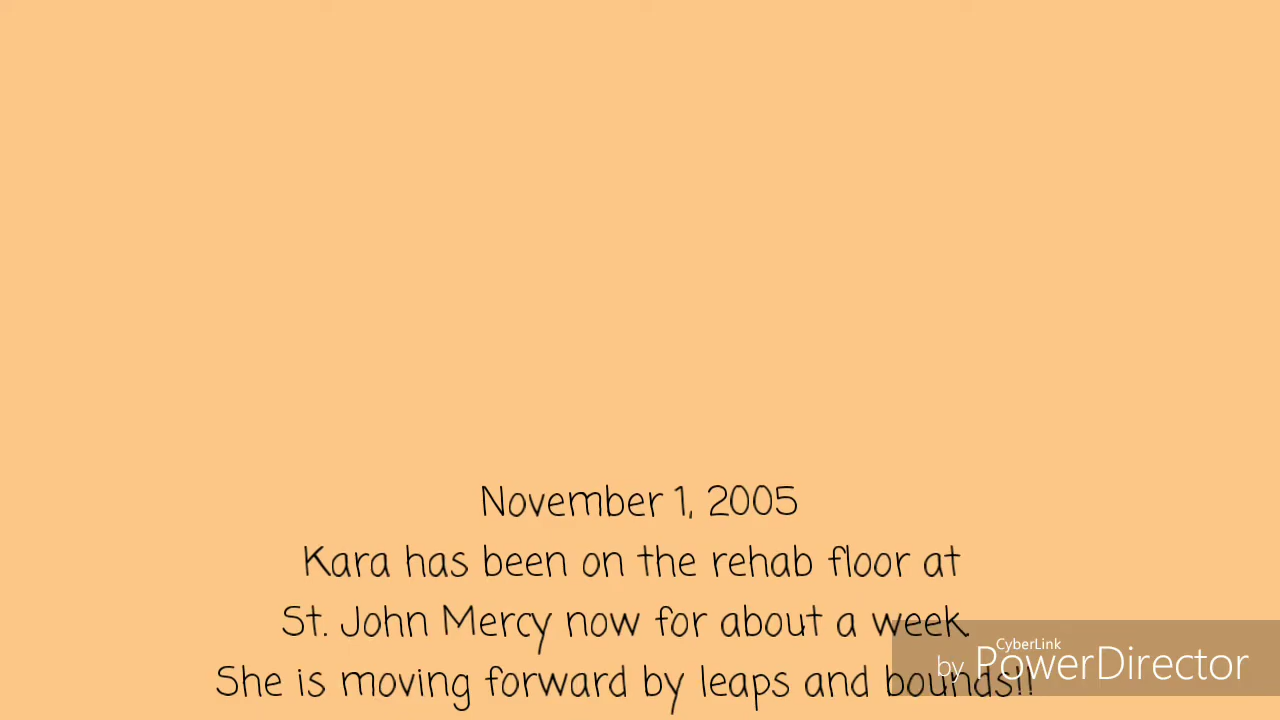 November 1, 2005
Kara has been on the rehab floor at
St. John Mercy now for about a week.
She is moving forward by leaps and bounds!!
CyberLink
by PowerDirector